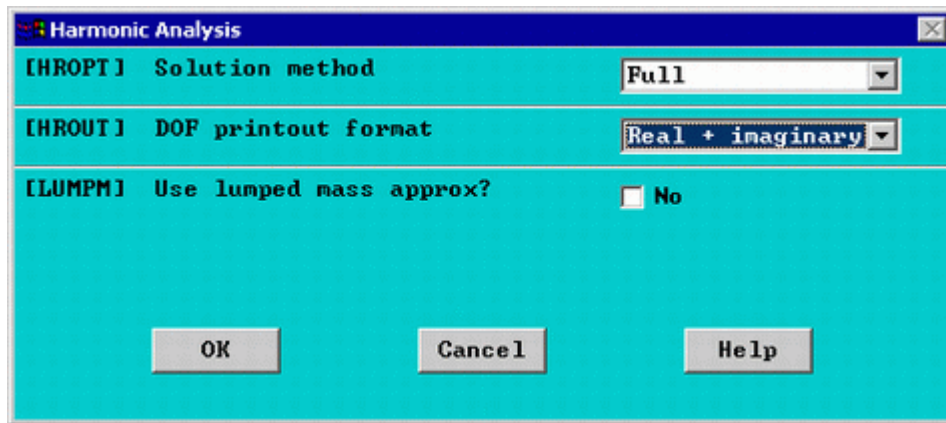 Harmonic Analysis
[HROPT] Solution method Full
[HROUT] DOF printout format Real + imaginary
[LUMPM] Use lumped mass approx? No
OK Cancel Help